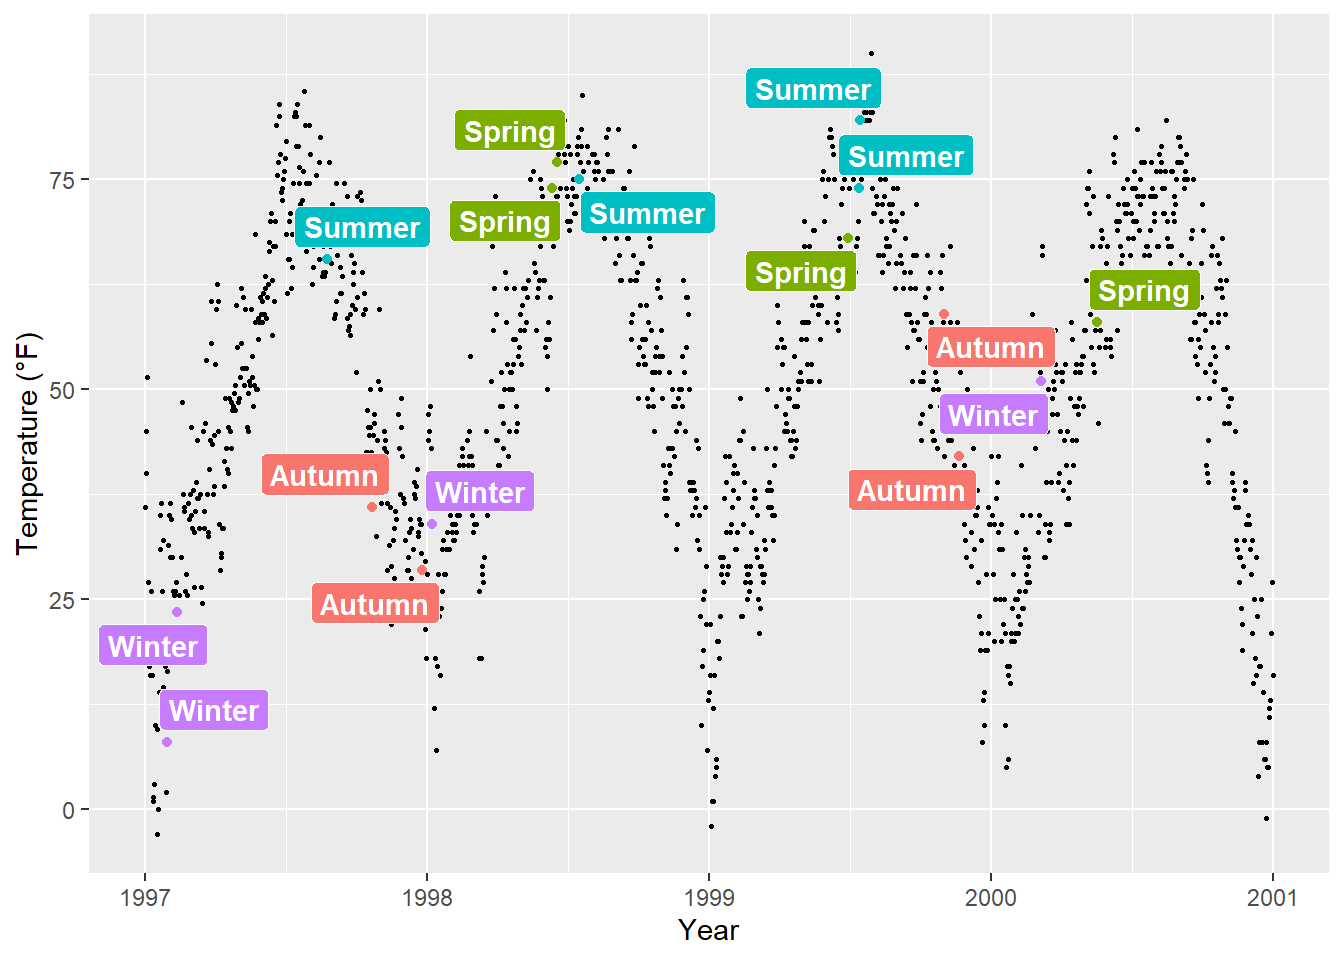 Summer
Spring
Summer
75
Spring
Summer
Summer
Spring
Spring
Temperature (°F)
Autumn
50
Winter
Autumn
Winter
Autumn
25
Autumn
Winter
Winter
0
1997
1998
1999
2000
2001
Year